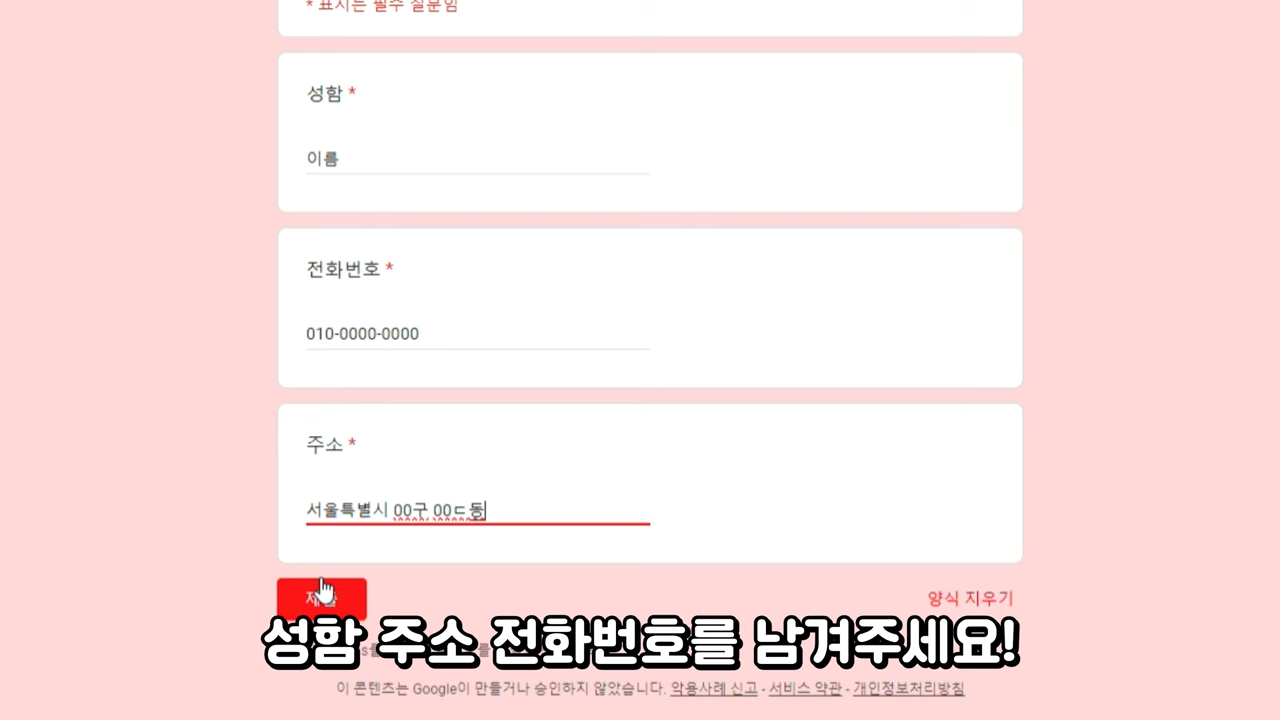 * 표시는 필수 질문임
성함 *
이름
전화번호 *
010-0000-0000
주소 *
서울특별시 00구 00ㄷ동
양식 지우기
성함 주소 전화번호를 남겨주세요!
이 콘텐츠는 Google이 만들거나 승인하지 않았습니다. 악용사례 신고 - 서비스 약관 - 개인정보처리방침